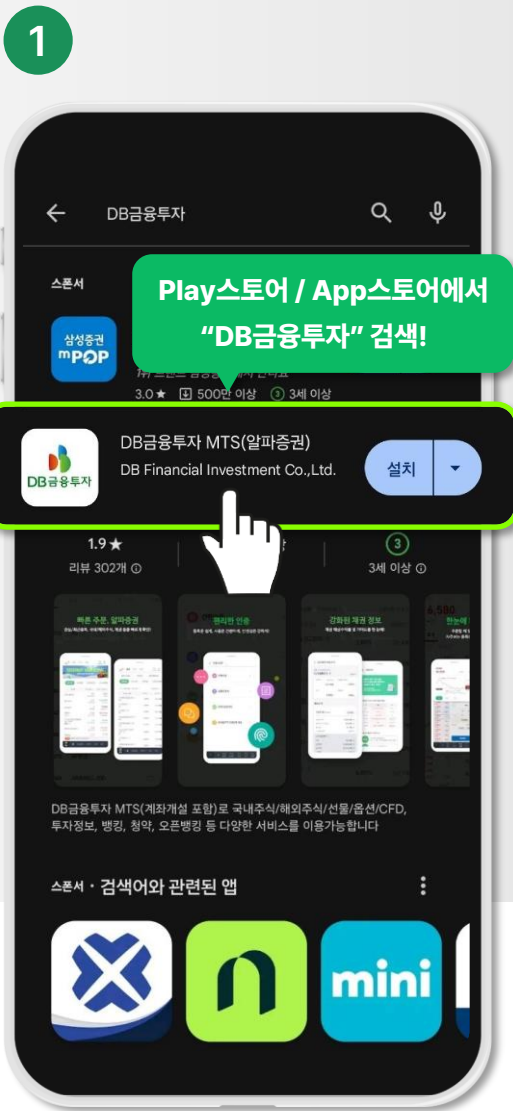 1
DB금융투자
스폰서
Play스토어 / App스토어에서
“DB금융투자” 검색!
삼성증권
mPOP
3.0★ 500만 이상 3 3세 이상
DB금융투자 MTS(알파증권)
DB Financial Investment Co.,Ltd.
DB금융투자
설치
1.9★
3
리뷰 302개
3세 이상
빠른 주문, 알파증권
편리한 인증
강화된 채권 정보
한눈에
6,580
DB금융투자 MTS(계좌개설 포함)로 국내주식/해외주식/선물/옵션/CFD,
투자정보, 뱅킹, 청약, 오픈뱅킹 등 다양한 서비스를 이용가능합니다
스폰서 · 검색어와 관련된 앱
mini